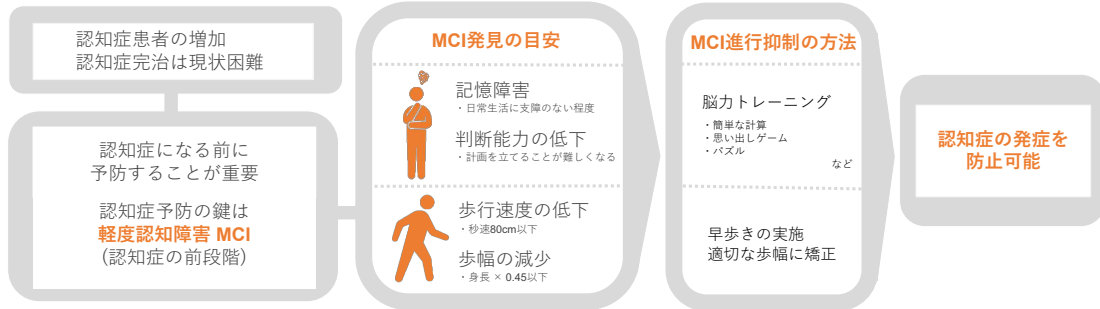 認知症患者の増加
認知症完治は現状困難
認知症になる前に
予防することが重要
認知症予防の鍵は
軽度認知障害 MCI
(認知症の前段階)
MCI発見の目安
記憶障害
・日常生活に支障のない程度
判断能力の低下
・計画を立てることが難しくなる
歩行速度の低下
・秒速80cm以下
歩幅の減少
・身長 × 0.45以下
MCI進行抑制の方法
脳力トレーニング
・簡単な計算
・思い出しゲーム
・パズル
など
早歩きの実施
適切な歩幅に矯正
認知症の発症を
防止可能